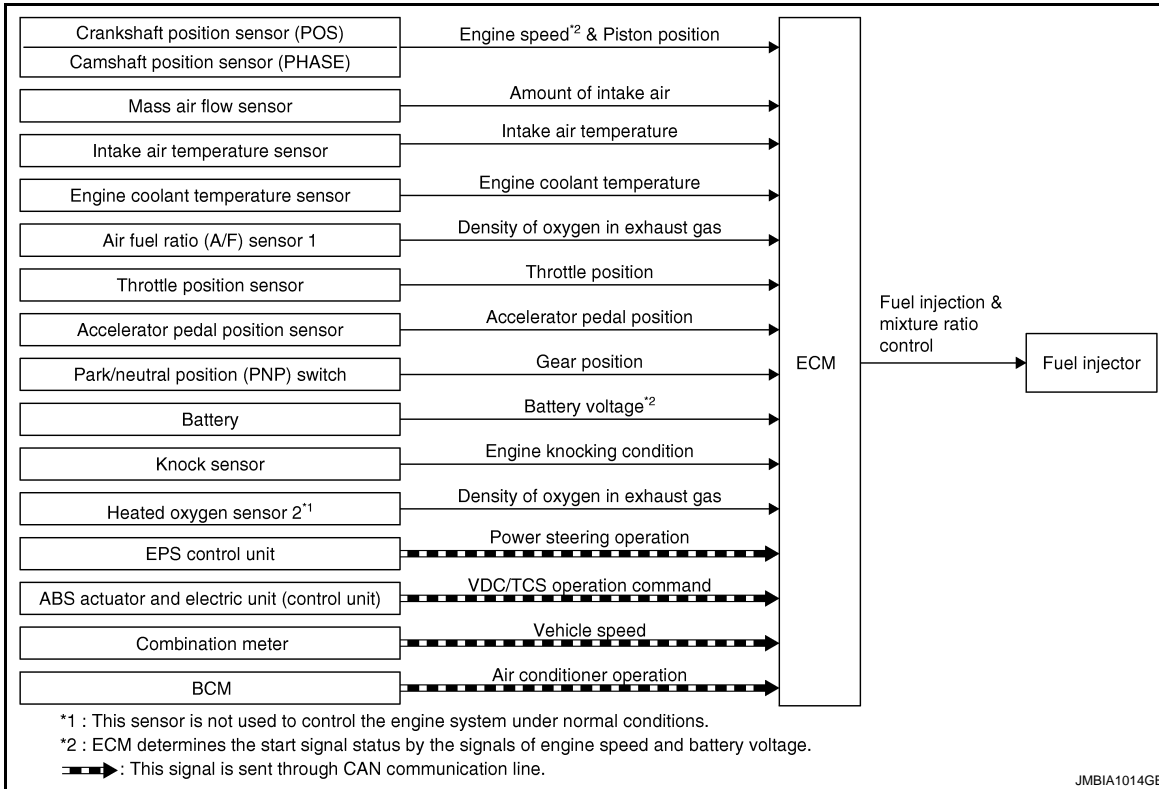 Crankshaft position sensor (POS)
Camshaft position sensor (PHASE)
Engine speed*2 & Piston position
Mass air flow sensor
Amount of intake air
Intake air temperature sensor
Intake air temperature
Engine coolant temperature sensor
Engine coolant temperature
Air fuel ratio (A/F) sensor 1
Density of oxygen in exhaust gas
Throttle position sensor
Throttle position
Accelerator pedal position sensor
Accelerator pedal position
Park/neutral position (PNP) switch
Gear position
Battery
Battery voltage*2
Knock sensor
Engine knocking condition
Heated oxygen sensor 2*1
Density of oxygen in exhaust gas
EPS control unit
Power steering operation
ABS actuator and electric unit (control unit)
VDC/TCS operation command
Combination meter
Vehicle speed
BCM
Air conditioner operation
ECM
Fuel injection &
mixture ratio
control
Fuel injector
*1 : This sensor is not used to control the engine system under normal conditions.
*2 : ECM determines the start signal status by the signals of engine speed and battery voltage.
: This signal is sent through CAN communication line.
JMBIA1014GB